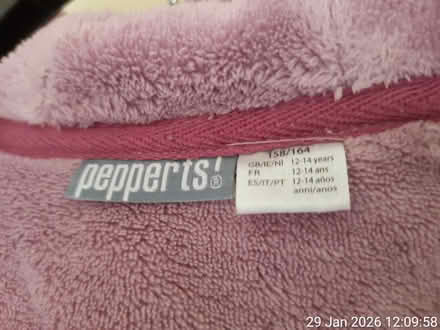 pepperts!®
158/164
GB/IE/NI 12-14 years
FR 12-14 ans
ES/IT/PT 12-14 años
anni/anos
29 Jan 2026 12:09:58